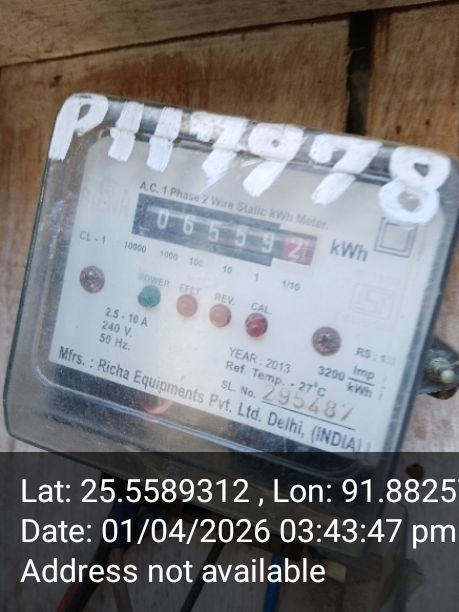 P117978
A.C. 1 Phase 2 Wire Static kWh Meter.
065592 kWh
CL - 1 10000 1000 100 10 1 1/10
POWER EFLT REV. CAL.
2.5 - 10 A
240 V.
50 Hz.
YEAR : 2013
Ref. Temp. - 27°C
3200 Imp
kWh
SL. No. 295487
Mfrs. : Richa Equipments Pvt. Ltd. Delhi, (INDIA)
Lat: 25.5589312 , Lon: 91.8825
Date: 01/04/2026 03:43:47 pm
Address not available